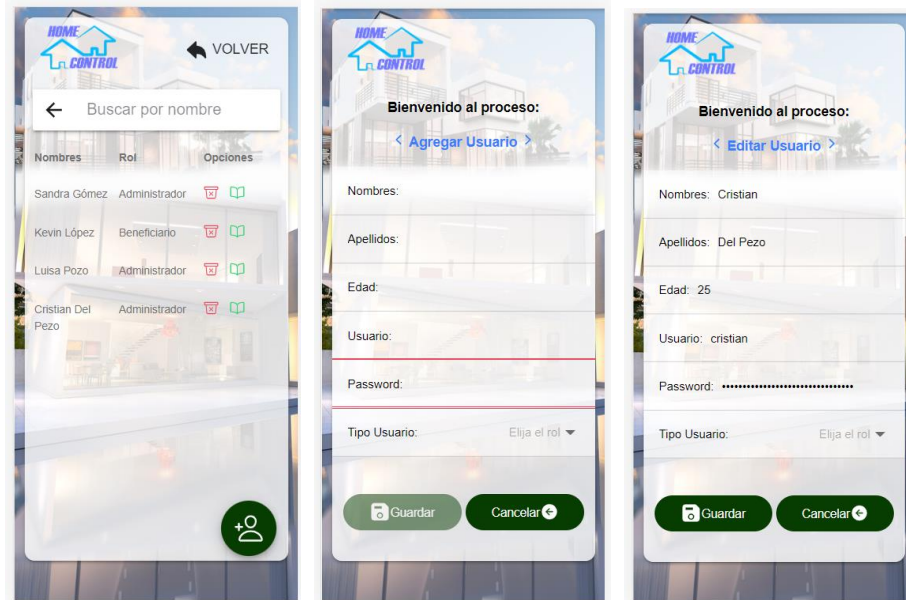 HOME
CONTROL
VOLVER
Buscar por nombre
Nombres Rol Opciones
Sandra Gómez Administrador
Kevin López Beneficiario
Luisa Pozo Administrador
Cristian Del Administrador
Pezo
HOME
CONTROL
Bienvenido al proceso:
< Agregar Usuario >
Nombres:
Apellidos:
Edad:
Usuario:
Password:
Tipo Usuario: Elija el rol
Guardar Cancelar
HOME
CONTROL
Bienvenido al proceso:
< Editar Usuario >
Nombres: Cristian
Apellidos: Del Pezo
Edad: 25
Usuario: cristian
Password: ••••••••••••••••••••••••••••••••
Tipo Usuario: Elija el rol
Guardar Cancelar